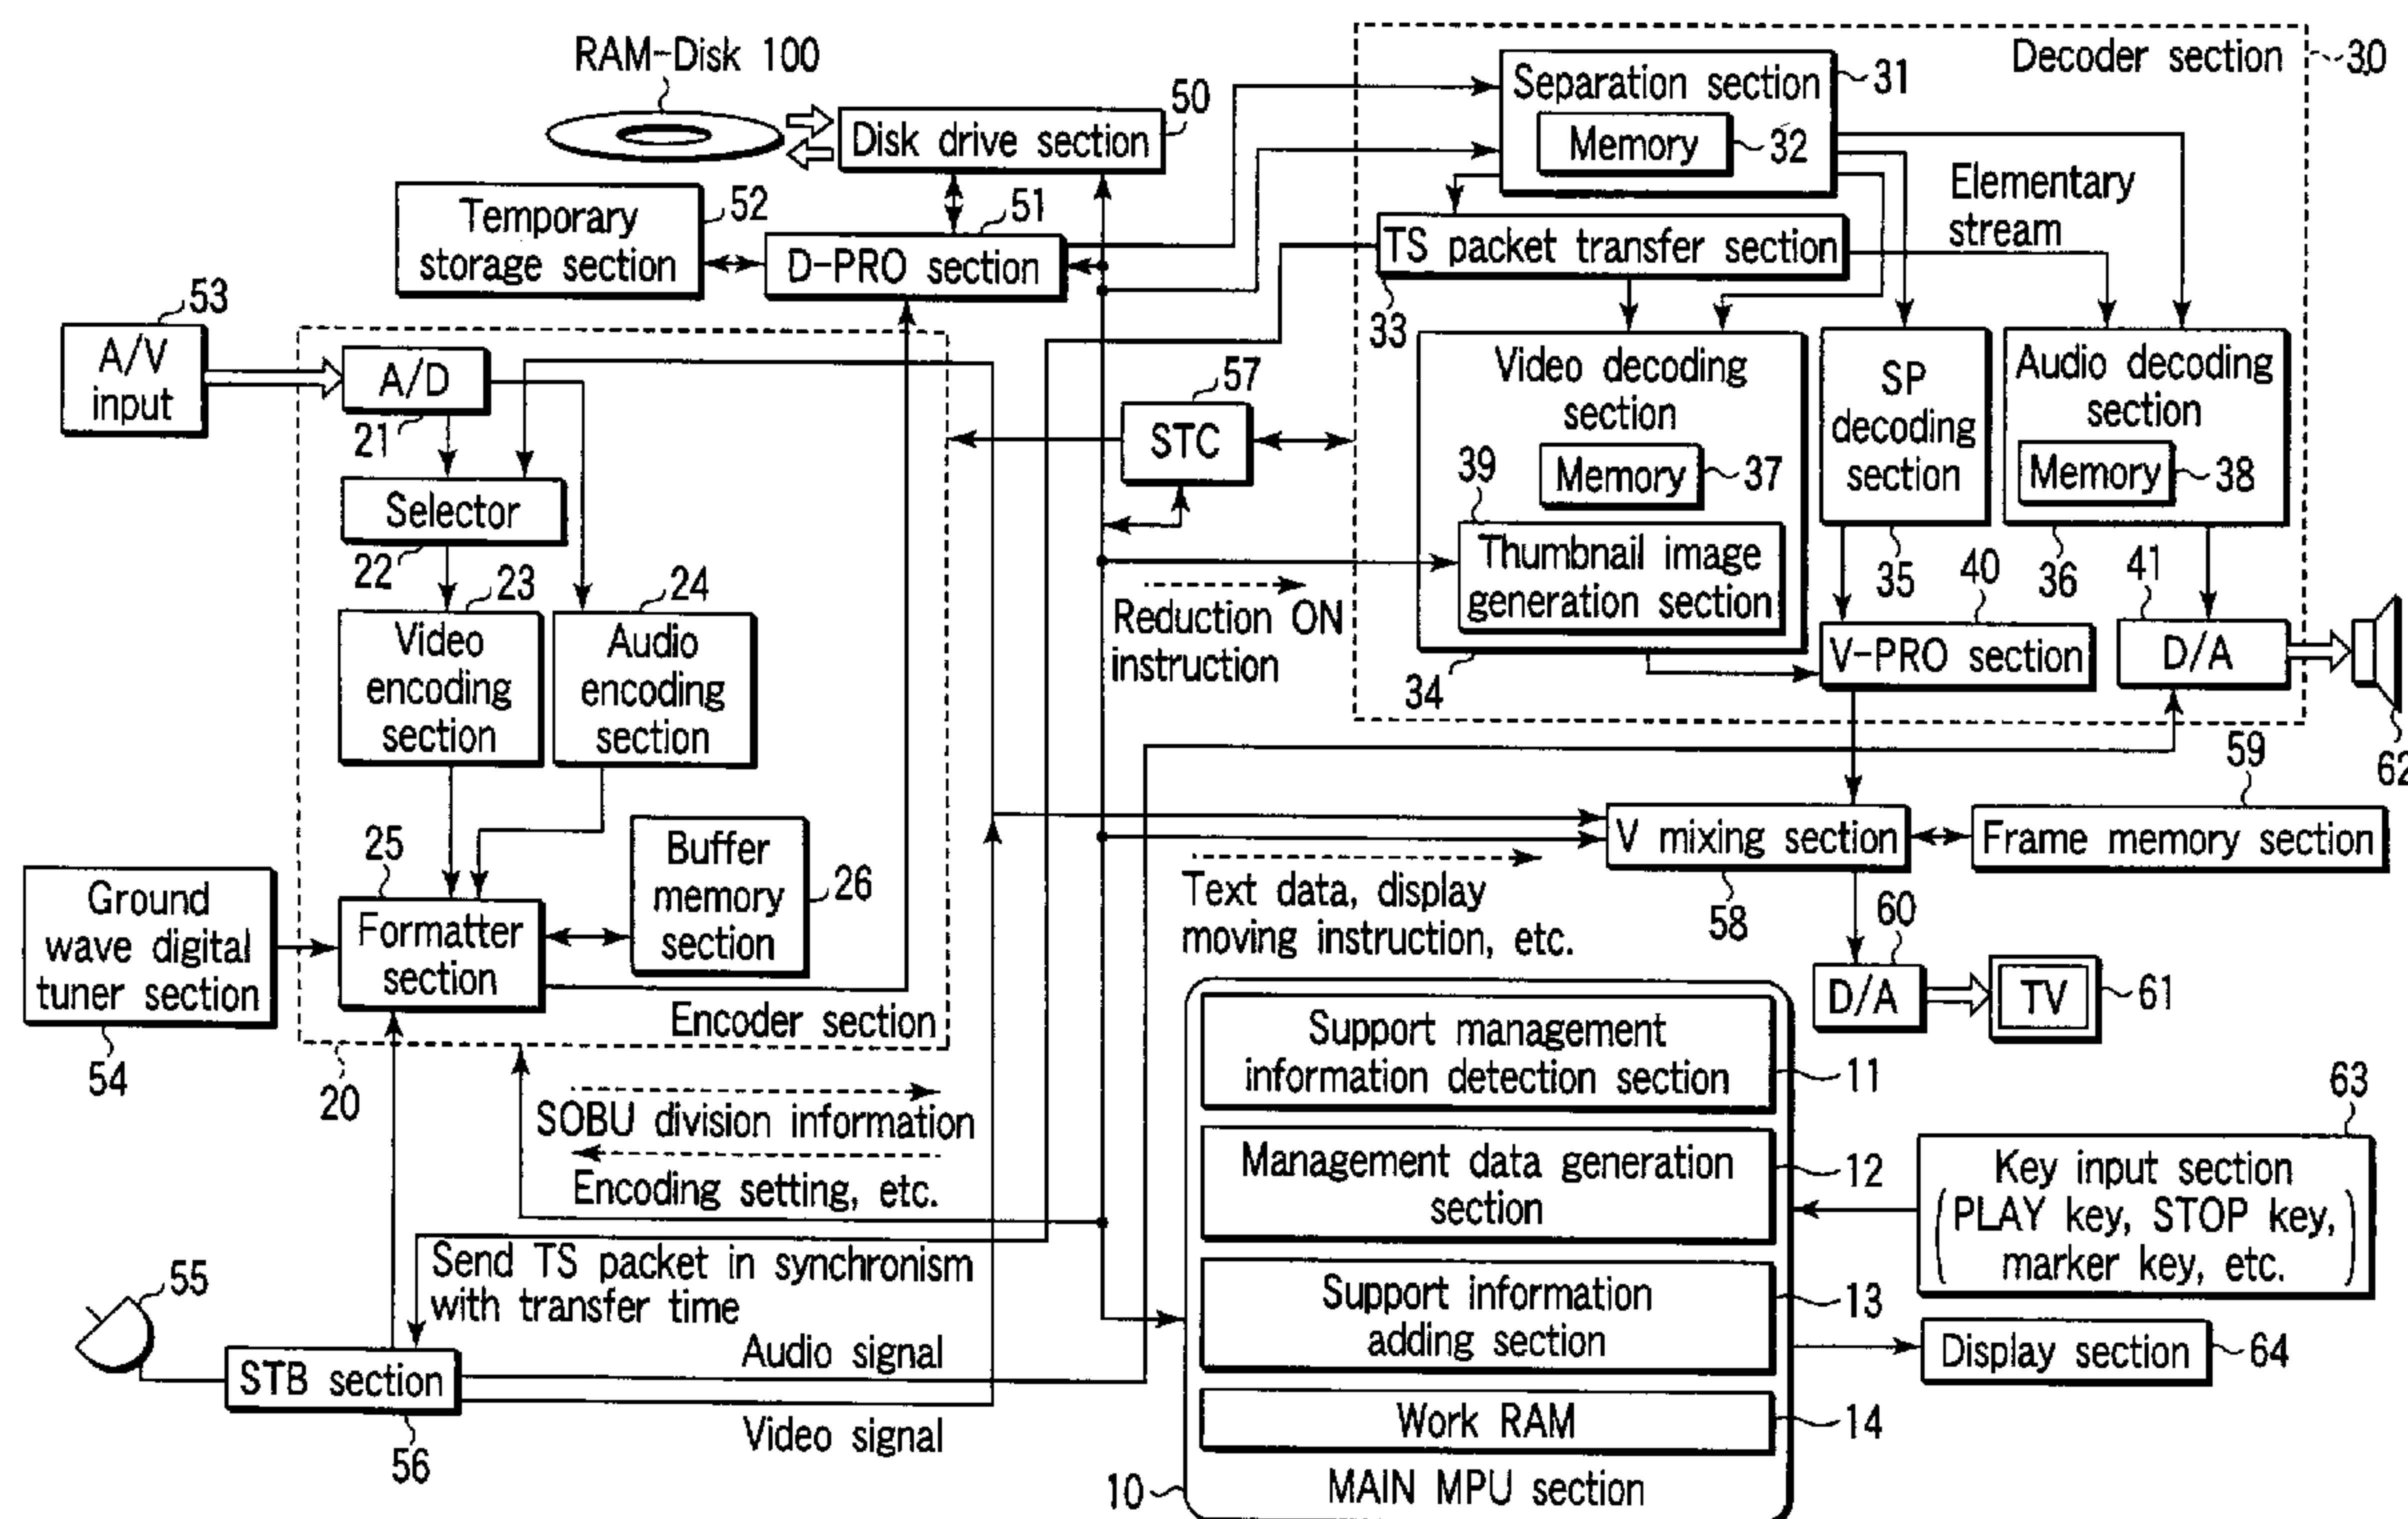 RAM-Disk 100
Disk drive section
50
Temporary
storage section
52
D-PRO section
51
53
A/V
input
A/D
21
Selector
22
23
Video
encoding
section
24
Audio
encoding
section
25
Formatter
section
Buffer
memory
section
26
Encoder section
20
Ground
wave digital
tuner section
54
SOBU division information
Encoding setting, etc.
Send TS packet in synchronism
with transfer time
55
STB section
56
Audio signal
Video signal
57
STC
Reduction ON
instruction
Decoder section
30
Separation section
31
Memory
32
TS packet transfer section
33
Elementary
stream
Video decoding
section
Memory
37
39
Thumbnail image
generation section
34
SP
decoding
section
35
Audio decoding
section
Memory
38
36
40
V-PRO section
41
D/A
62
59
V mixing section
58
Frame memory section
Text data, display
moving instruction, etc.
60
D/A
TV
61
Support management
information detection section
11
Management data generation
section
12
Support information
adding section
13
Work RAM
14
MAIN MPU section
10
63
Key input section
(PLAY key, STOP key,
marker key, etc.)
Display section
64